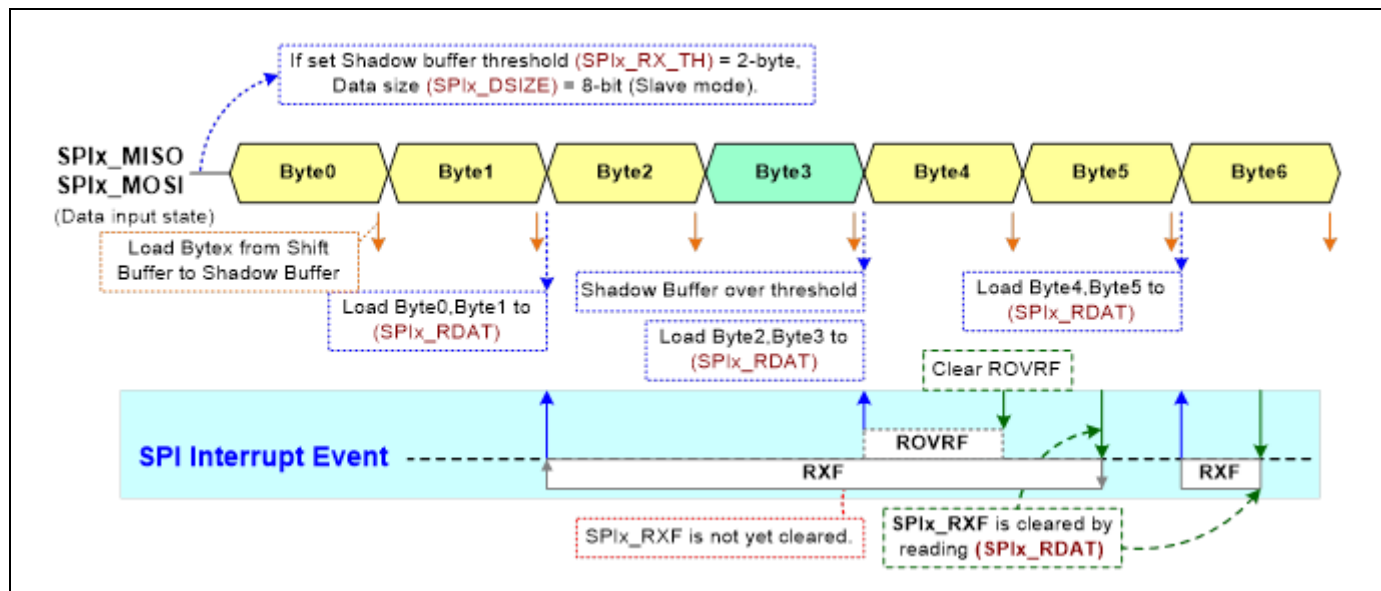 If set Shadow buffer threshold (SPIx_RX_TH) = 2-byte,
Data size (SPIx_DSIZE) = 8-bit (Slave mode).
SPIx_MISO
SPIx_MOSI
(Data input state)
Byte0
Byte1
Byte2
Byte3
Byte4
Byte5
Byte6
Load Bytex from Shift
Buffer to Shadow Buffer
Load Byte0,Byte1 to
(SPIx_RDAT)
Shadow Buffer over threshold
Load Byte2,Byte3 to
(SPIx_RDAT)
Load Byte4,Byte5 to
(SPIx_RDAT)
Clear ROVRF
SPI Interrupt Event
ROVRF
RXF
RXF
SPIx_RXF is not yet cleared.
SPIx_RXF is cleared by
reading (SPIx_RDAT)